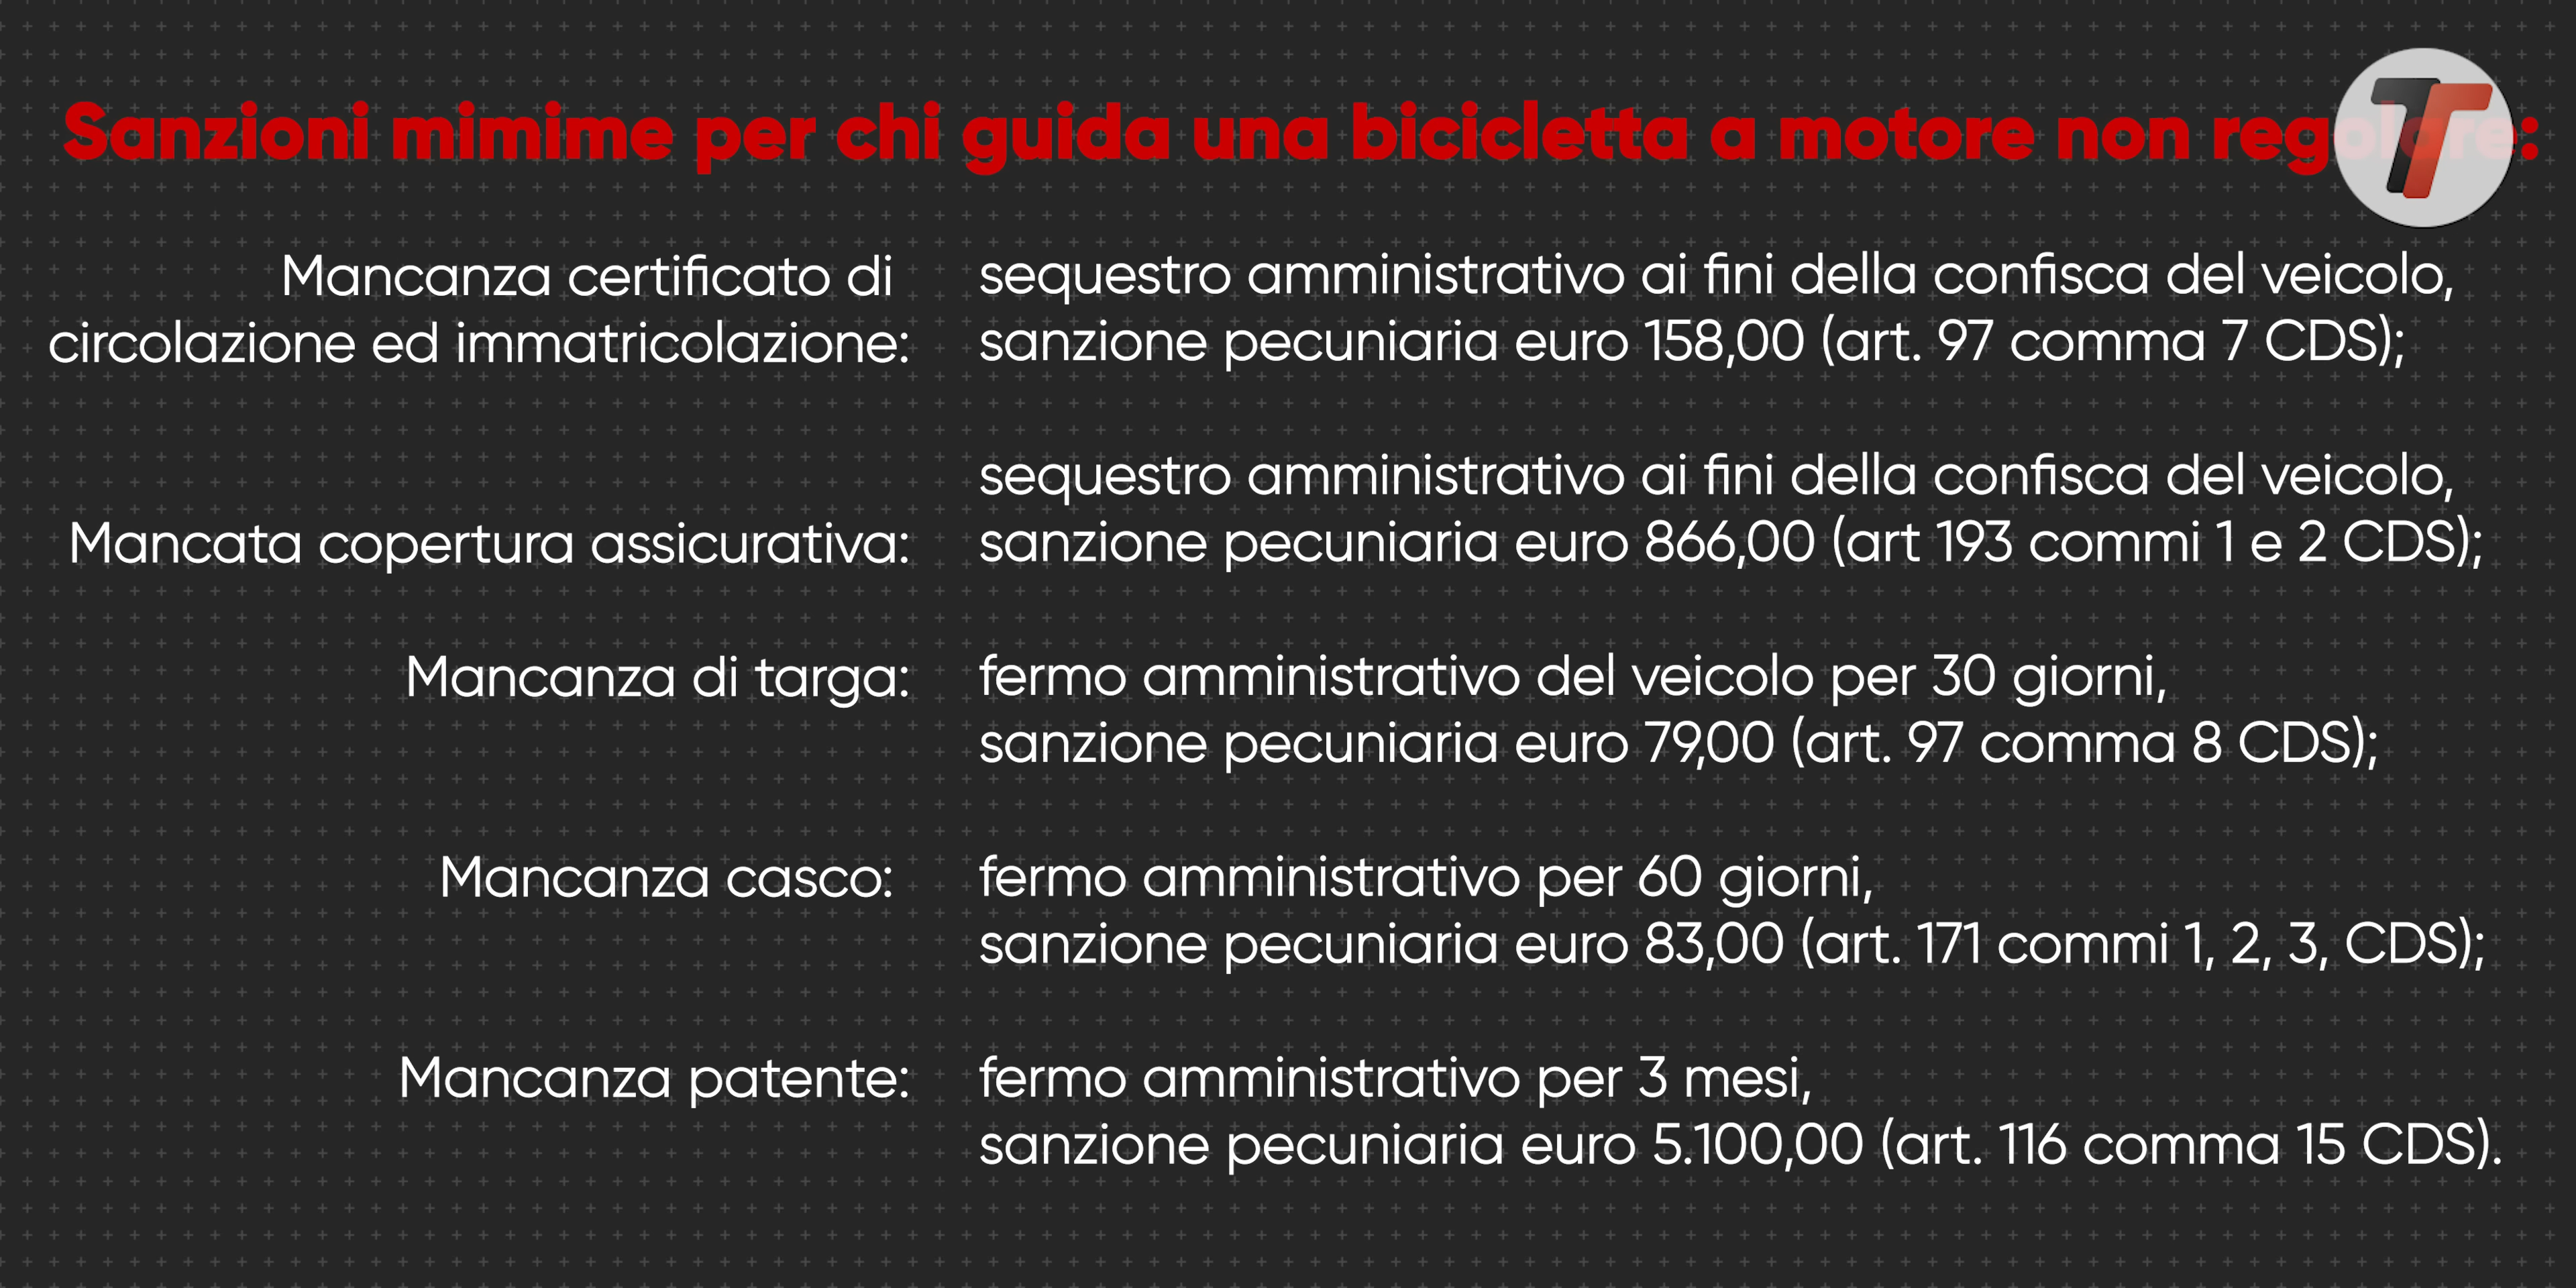 Sanzioni mimime per chi guida una bicicletta a motore non regolare:
Mancanza certificato di
circolazione ed immatricolazione:
sequestro amministrativo ai fini della confisca del veicolo,
sanzione pecuniaria euro 158,00 (art. 97 comma 7 CDS);
Mancata copertura assicurativa:
sequestro amministrativo ai fini della confisca del veicolo,
sanzione pecuniaria euro 866,00 (art 193 commi 1 e 2 CDS);
Mancanza di targa:
fermo amministrativo del veicolo per 30 giorni,
sanzione pecuniaria euro 79,00 (art. 97 comma 8 CDS);
Mancanza casco:
fermo amministrativo per 60 giorni,
sanzione pecuniaria euro 83,00 (art. 171 commi 1, 2, 3, CDS);
Mancanza patente:
fermo amministrativo per 3 mesi,
sanzione pecuniaria euro 5.100,00 (art. 116 comma 15 CDS).
TT